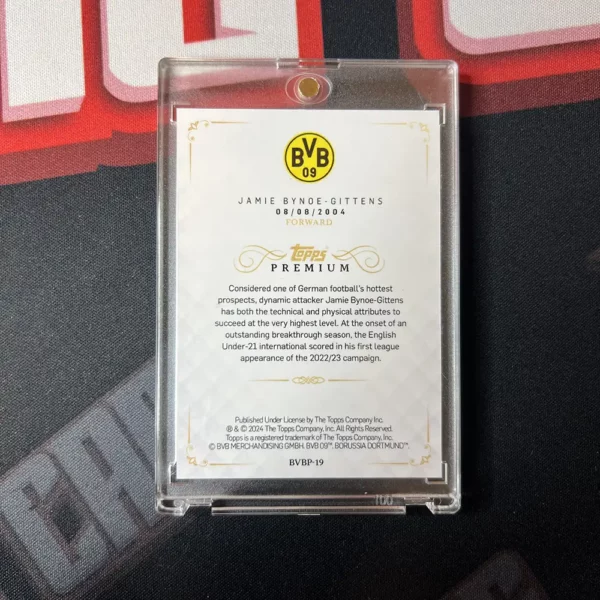 BVB
09
JAMIE BYNOE-GITTENS
08/08/2004
FORWARD
Topps
PREMIUM
Considered one of German football's hottest
prospects, dynamic attacker Jamie Bynoe-Gittens
has both the technical and physical attributes to
succeed at the very highest level. At the onset of an
outstanding breakthrough season, the English
Under-21 international scored in his first league
appearance of the 2022/23 campaign.
Published Under License by The Topps Company Inc.
® & © 2024 The Topps Company, Inc. All Rights Reserved.
Topps is a registered trademark of The Topps Company, Inc.
© BVB MERCHANDISING GMBH. BVB 09™. BORUSSIA DORTMUND™.
BVBP-19